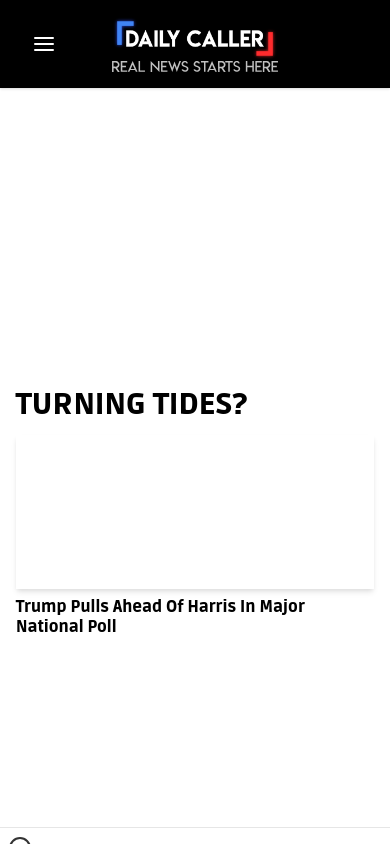 DAILY CALLER
REAL NEWS STARTS HERE
TURNING TIDES?
Trump Pulls Ahead Of Harris In Major
National Poll